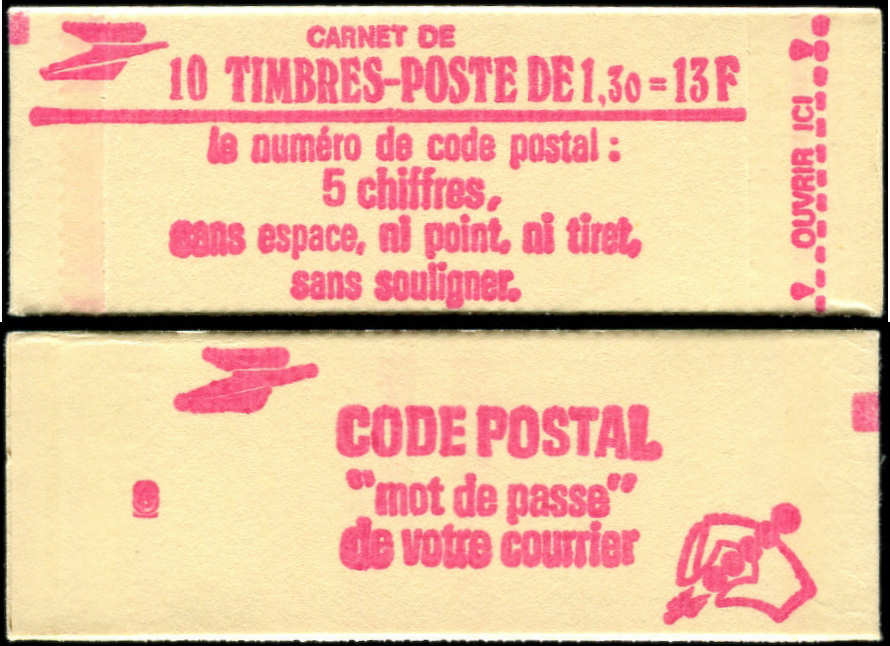 CARNET DE
10 TIMBRES-POSTE DE 1,30 = 13 F
le numéro de code postal :
5 chiffres,
sans espace, ni point, ni tiret,
sans souligner.
OUVRIR ICI
CODE POSTAL
"mot de passe"
de votre courrier